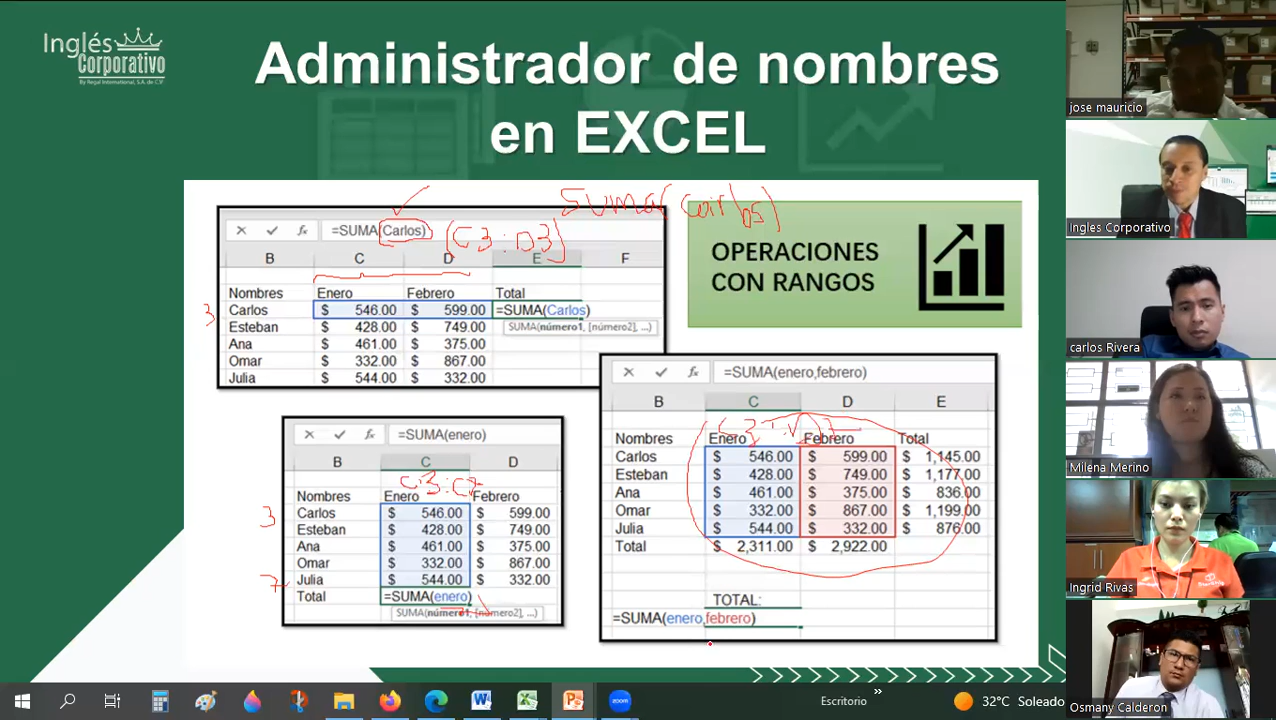 Inglés
Corporativo
By Regal International, S.A. de C.V.
Administrador de nombres
en EXCEL
=SUMA(Carlos)
(C3:D3)
SUMA(
B C D E F
Nombres Enero Febrero Total
3 Carlos $ 546.00 $ 599.00 =SUMA(Carlos)
Esteban $ 428.00 $ 749.00 SUMA(número1, [número2], ...)
Ana $ 461.00 $ 375.00
Omar $ 332.00 $ 867.00
Julia $ 544.00 $ 332.00
OPERACIONES
CON RANGOS
=SUMA(enero)
B C D
C3:C7
Nombres Enero Febrero
3 Carlos $ 546.00 $ 599.00
Esteban $ 428.00 $ 749.00
Ana $ 461.00 $ 375.00
Omar $ 332.00 $ 867.00
7 Julia $ 544.00 $ 332.00
Total =SUMA(enero)
SUMA(número1, [número2], ...)
=SUMA(enero,febrero)
B C D E
Nombres Enero Febrero Total
Carlos $ 546.00 $ 599.00 $ 1,145.00
Esteban $ 428.00 $ 749.00 $ 1,177.00
Ana $ 461.00 $ 375.00 $ 836.00
Omar $ 332.00 $ 867.00 $ 1,199.00
Julia $ 544.00 $ 332.00 $ 876.00
Total $ 2,311.00 $ 2,922.00
TOTAL:
=SUMA(enero,febrero)
jose mauricio
Ingles Corporativo
carlos Rivera
Milena Merino
Ingrid Rivas
Osmany Calderon
zoom
Escritorio
32°C Soleado